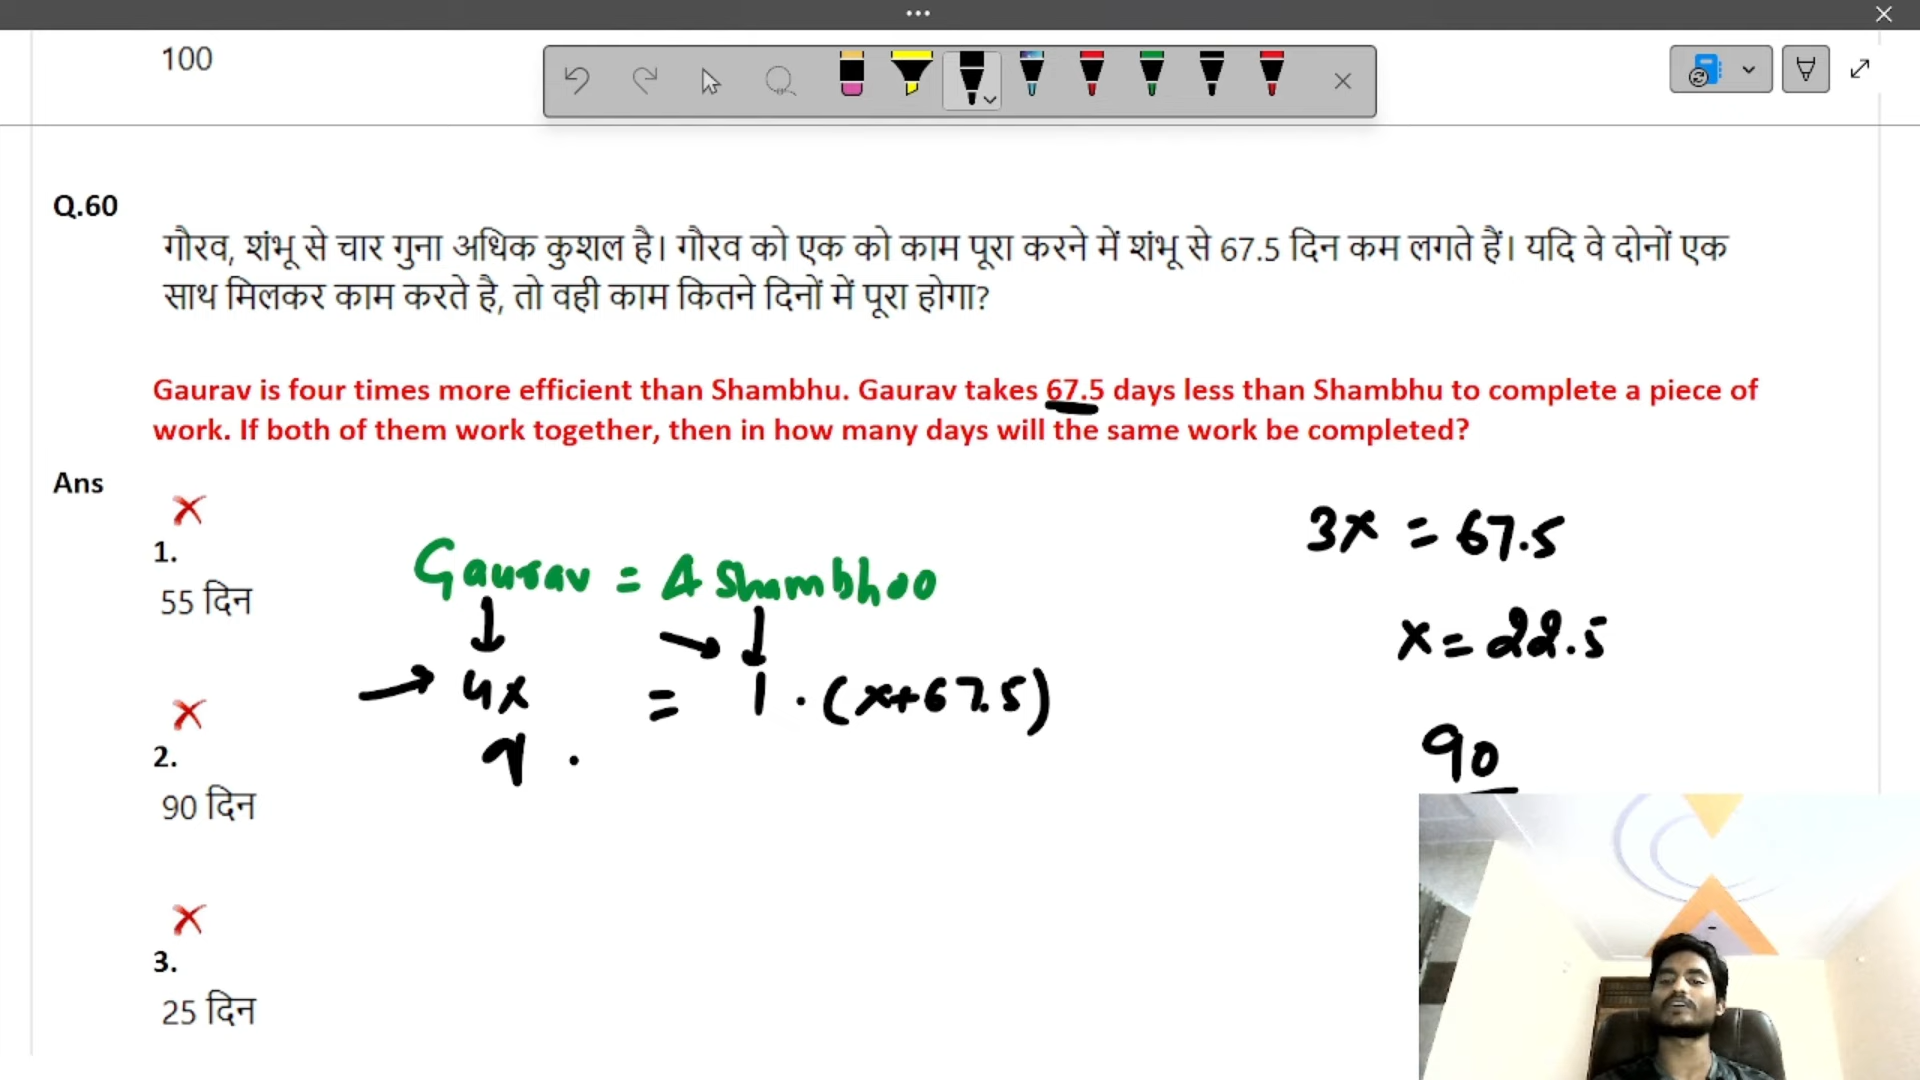 100
Q.60
गौरव, शंभू से चार गुना अधिक कुशल है। गौरव को एक को काम पूरा करने में शंभू से 67.5 दिन कम लगते हैं। यदि वे दोनों एक
साथ मिलकर काम करते है, तो वही काम कितने दिनों में पूरा होगा?
Gaurav is four times more efficient than Shambhu. Gaurav takes 67.5 days less than Shambhu to complete a piece of
work. If both of them work together, then in how many days will the same work be completed?
Ans
1.
55 दिन
2.
90 दिन
3.
25 दिन
Gaurav = 4 Shambhoo
4x = 1 · (x+67.5)
3x = 67.5
x = 22.5
90